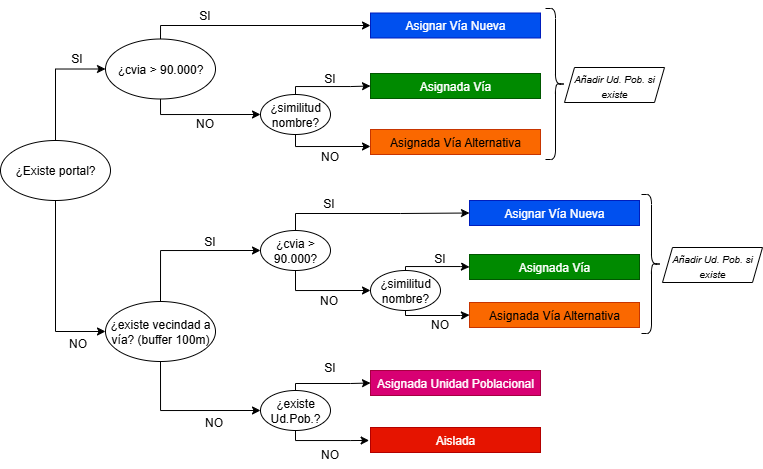 SI
Asignar Vía Nueva
SI
¿cvia > 90.000?
SI
Asignada Vía
Añadir Ud. Pob. si
existe
NO
¿similitud
nombre?
Asignada Vía Alternativa
NO
¿Existe portal?
SI
Asignar Vía Nueva
SI
¿cvia >
90.000?
SI
Asignada Vía
Añadir Ud. Pob. si
existe
NO
¿similitud
nombre?
Asignada Vía Alternativa
NO
NO
¿existe vecindad a
vía? (buffer 100m)
SI
Asignada Unidad Poblacional
NO
¿existe
Ud.Pob.?
Aislada
NO